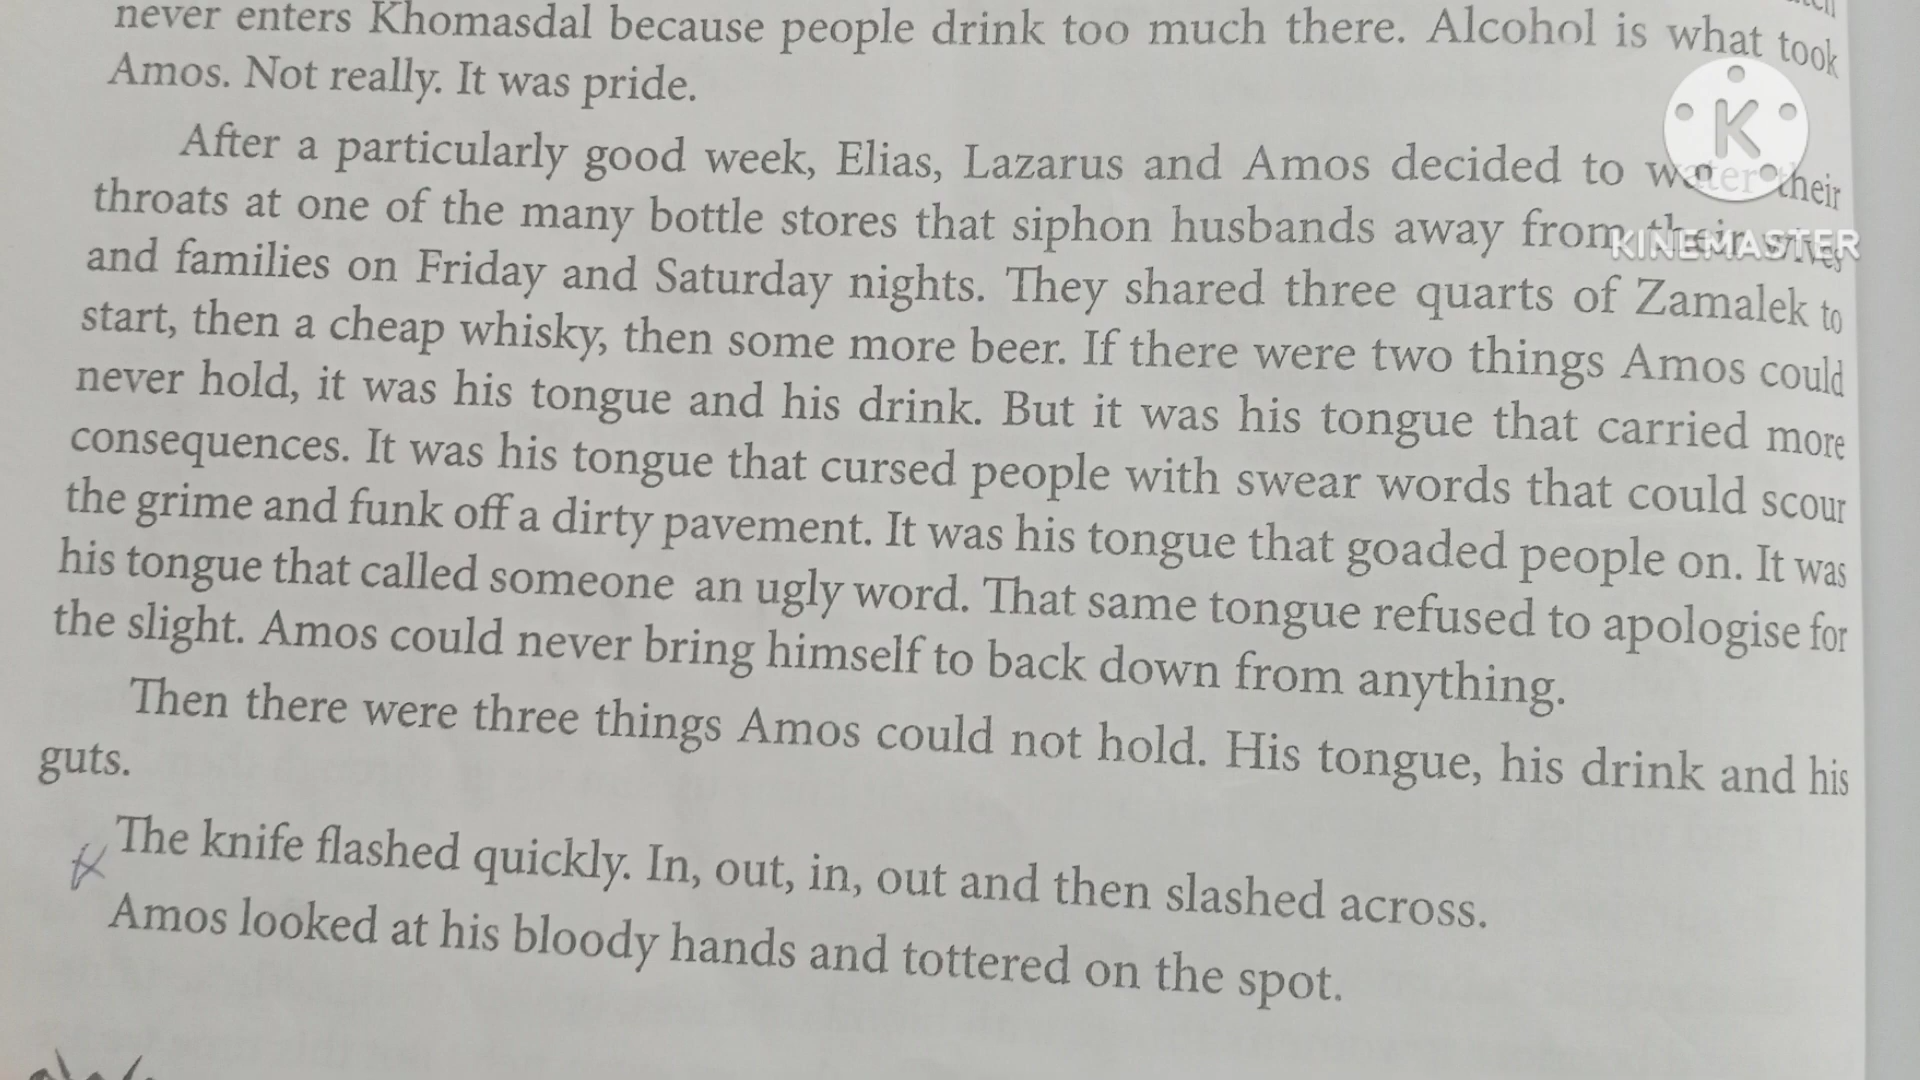 never enters Khomasdal because people drink too much there. Alcohol is what took
Amos. Not really. It was pride.
After a particularly good week, Elias, Lazarus and Amos decided to water their
throats at one of the many bottle stores that siphon husbands away from their wives
and families on Friday and Saturday nights. They shared three quarts of Zamalek to
start, then a cheap whisky, then some more beer. If there were two things Amos could
never hold, it was his tongue and his drink. But it was his tongue that carried more
consequences. It was his tongue that cursed people with swear words that could scour
the grime and funk off a dirty pavement. It was his tongue that goaded people on. It was
his tongue that called someone an ugly word. That same tongue refused to apologise for
the slight. Amos could never bring himself to back down from anything.
Then there were three things Amos could not hold. His tongue, his drink and his
guts.
The knife flashed quickly. In, out, in, out and then slashed across.
Amos looked at his bloody hands and tottered on the spot.
K
KINEMASTER